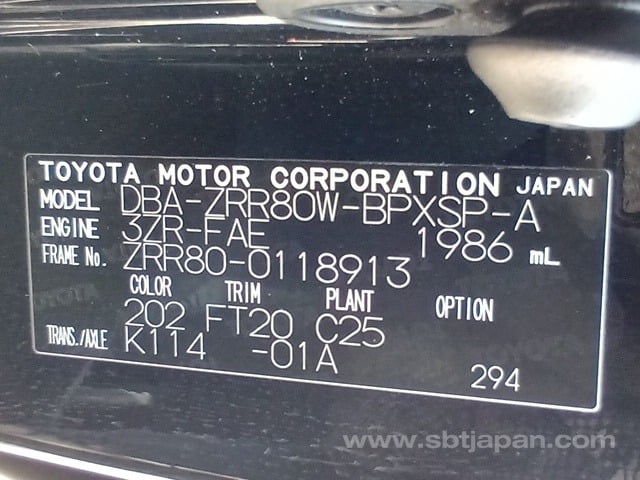 TOYOTA MOTOR CORPORATION JAPAN
MODEL DBA-ZRR80W-BPXSP-A
ENGINE 3ZR-FAE 1986 mL
FRAME No. ZRR80-0118913
COLOR TRIM PLANT OPTION
202 FT20 C25
TRANS./AXLE K114 -01A
294
www.sbtjapan.com